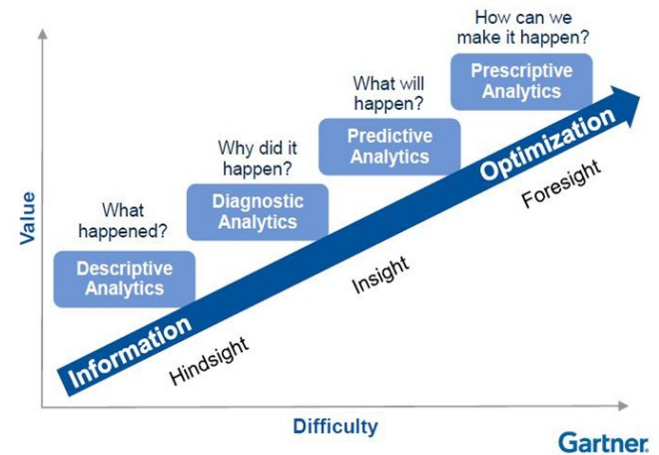 How can we
make it happen?
Prescriptive
Analytics
What will
happen?
Predictive
Analytics
Optimization
Foresight
Why did it
happen?
Diagnostic
Analytics
Insight
What
happened?
Descriptive
Analytics
Information
Hindsight
Value
Difficulty
Gartner